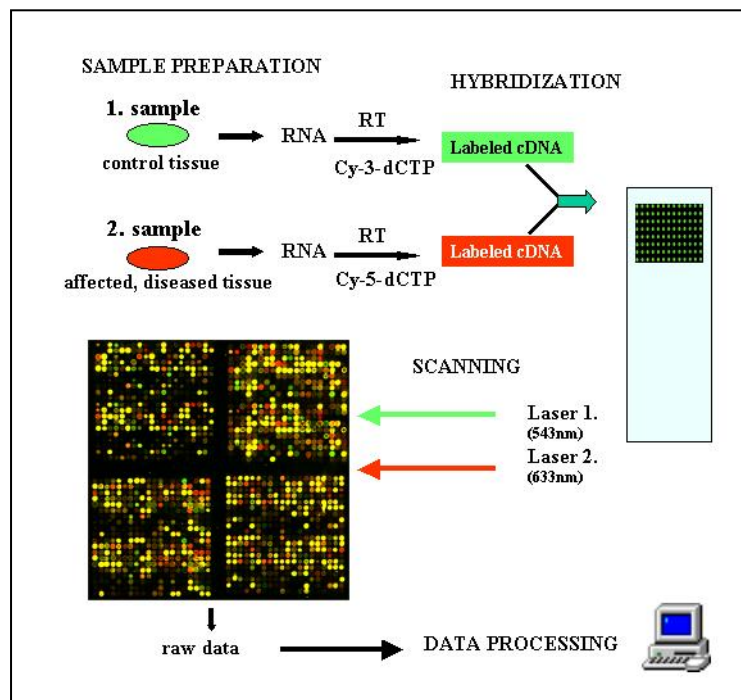 SAMPLE PREPARATION
HYBRIDIZATION
1. sample
control tissue
RNA
RT
Cy-3-dCTP
Labeled cDNA
2. sample
affected, diseased tissue
RNA
RT
Cy-5-dCTP
Labeled cDNA
SCANNING
Laser 1.
(543nm)
Laser 2.
(633nm)
raw data
DATA PROCESSING